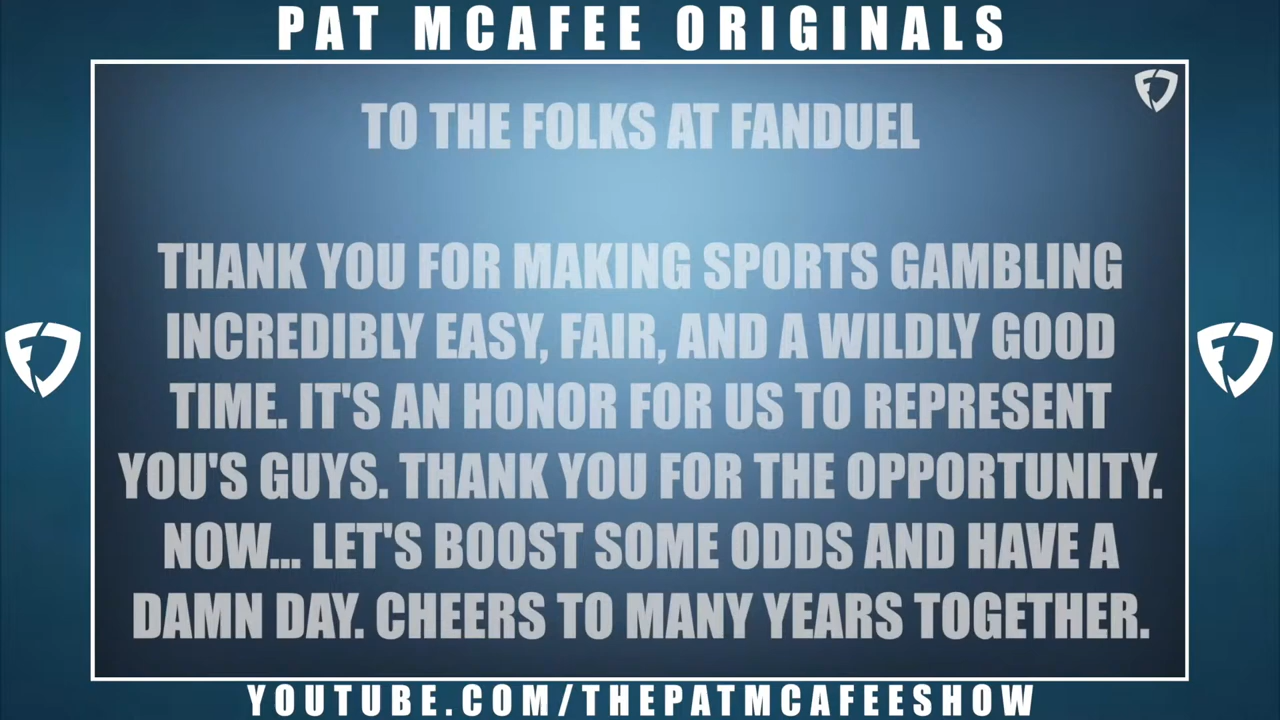 PAT MCAFEE ORIGINALS
TO THE FOLKS AT FANDUEL
THANK YOU FOR MAKING SPORTS GAMBLING
INCREDIBLY EASY, FAIR, AND A WILDLY GOOD
TIME. IT'S AN HONOR FOR US TO REPRESENT
YOU'S GUYS. THANK YOU FOR THE OPPORTUNITY.
NOW... LET'S BOOST SOME ODDS AND HAVE A
DAMN DAY. CHEERS TO MANY YEARS TOGETHER.
YOUTUBE.COM/THEPATMCAFEESHOW